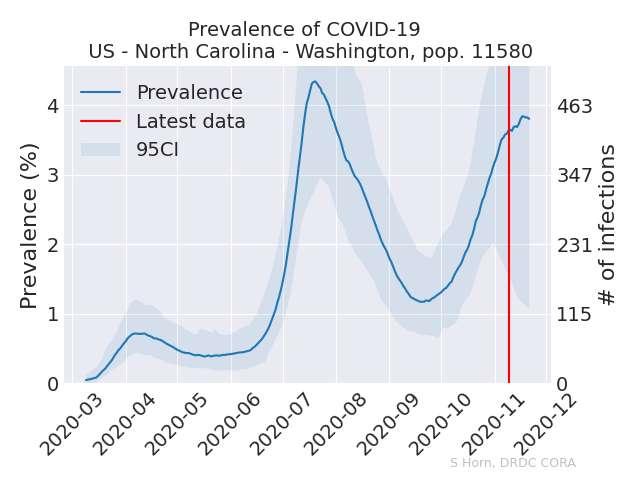 Prevalence of COVID-19
US - North Carolina - Washington, pop. 11580
Prevalence
Latest data
95CI
Prevalence (%)
4
3
2
1
0
463
347
231
115
0
# of infections
2020-03
2020-04
2020-05
2020-06
2020-07
2020-08
2020-09
2020-10
2020-11
2020-12
S Horn, DRDC CORA